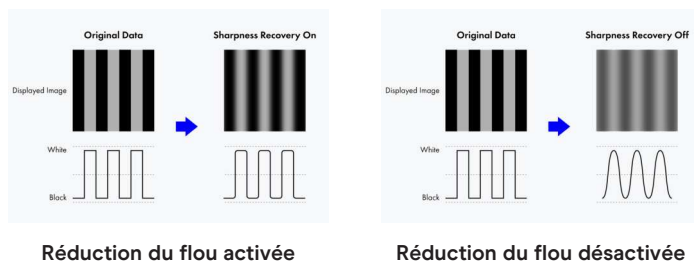 Original Data
Sharpness Recovery On
Displayed Image
White
Black
Réduction du flou activée
Original Data
Sharpness Recovery Off
Displayed Image
White
Black
Réduction du flou désactivée